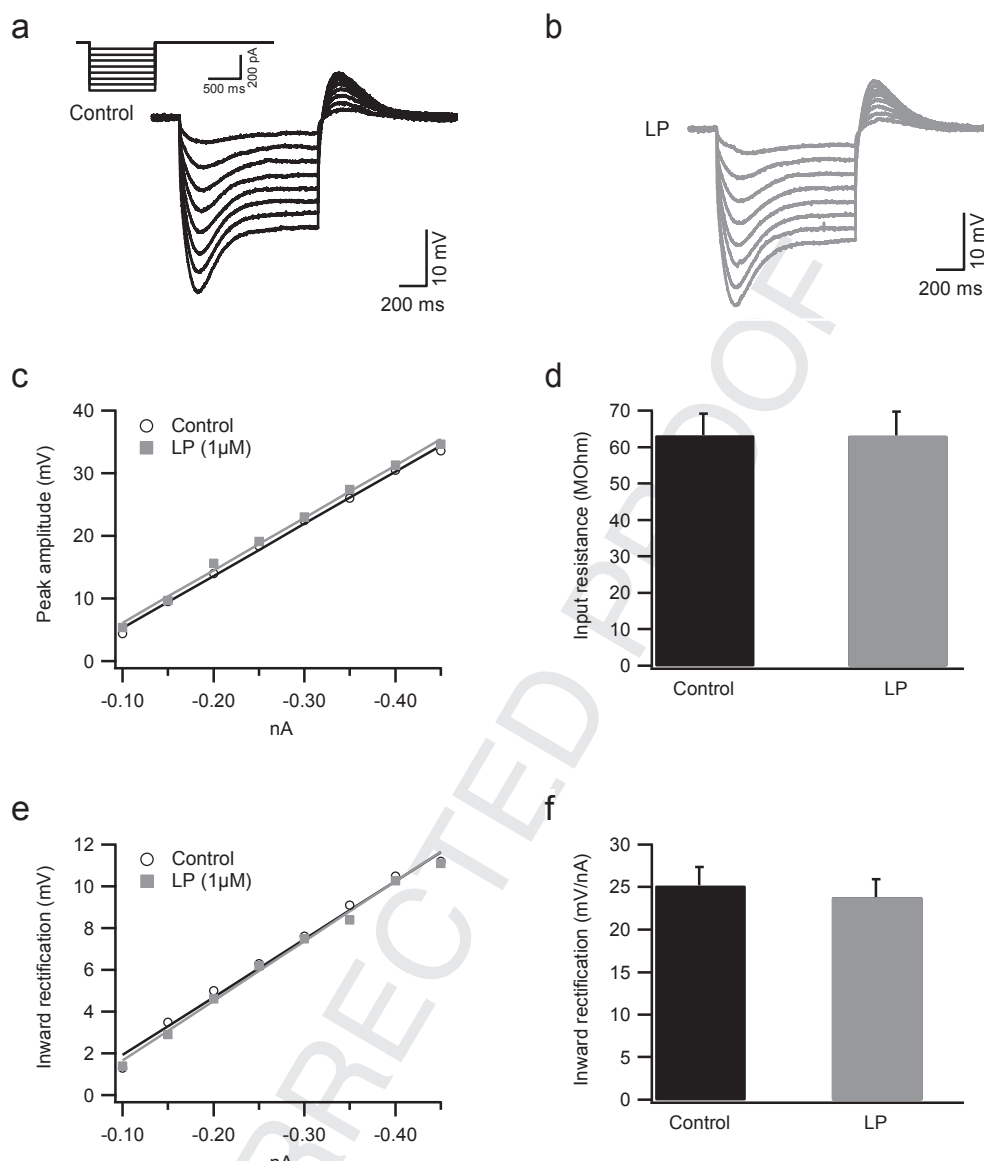 a
200 pA
500 ms
Control
10 mV
200 ms
b
LP
10 mV
200 ms
c
Peak amplitude (mV)
40
30
20
10
0
Control
LP (1µM)
-0.10
-0.20
-0.30
-0.40
nA
d
Input resistance (MOhm)
70
60
50
40
30
20
10
0
Control
LP
e
Inward rectification (mV)
12
10
8
6
4
2
0
Control
LP (1µM)
-0.10
-0.20
-0.30
-0.40
nA
f
Inward rectification (mV/nA)
30
25
20
15
10
5
0
Control
LP
RRECTED PROOF